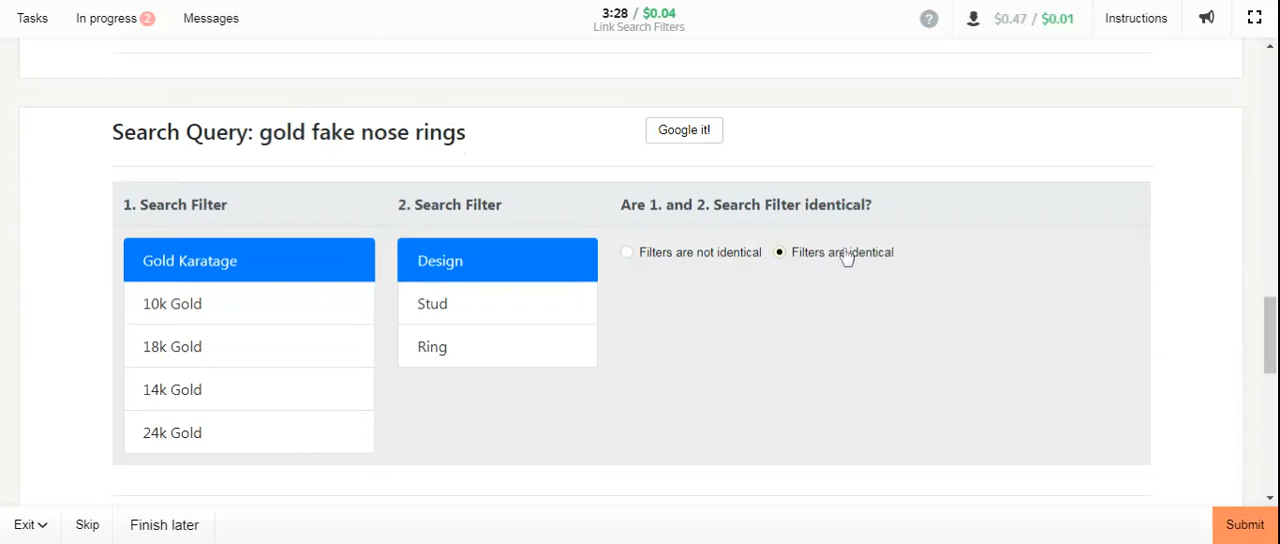 Tasks In progress 2 Messages 3:28 / $0.04 $0.47 / $0.01 Instructions
Link Search Filters
Search Query: gold fake nose rings Google it!
1. Search Filter 2. Search Filter Are 1. and 2. Search Filter identical?
Gold Karatage Design Filters are not identical Filters are identical
10k Gold Stud
18k Gold Ring
14k Gold
24k Gold
Exit Skip Finish later Submit